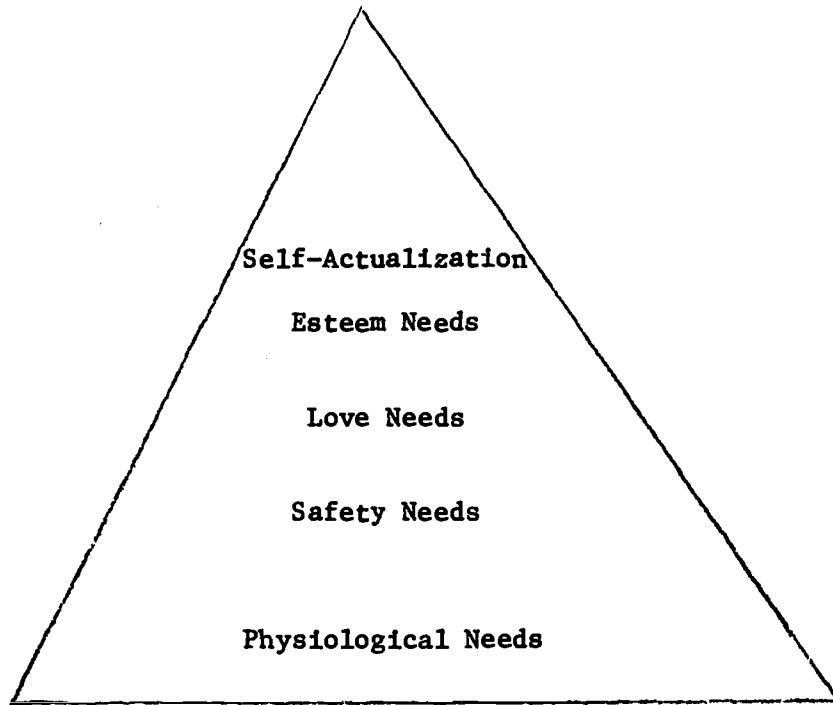 Self-Actualization
Esteem Needs
Love Needs
Safety Needs
Physiological Needs